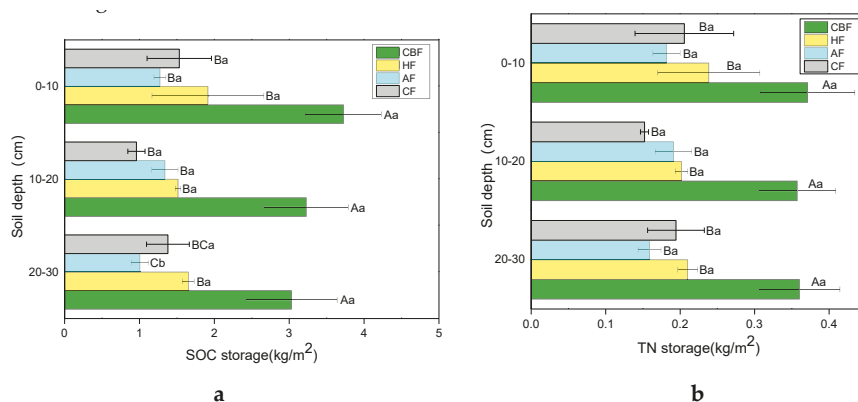 CBF
HF
AF
CF
0-10
10-20
20-30
Soil depth (cm)
Ba
Ba
Ba
Aa
Ba
Ba
Ba
Aa
BCa
Cb
Ba
Aa
0 1 2 3 4 5
SOC storage(kg/m²)
a
CBF
HF
AF
CF
0-10
10-20
20-30
Soil depth (cm)
Ba
Ba
Ba
Aa
Ba
Ba
Ba
Aa
Ba
Ba
Ba
Aa
0.0 0.1 0.2 0.3 0.4
TN storage(kg/m²)
b